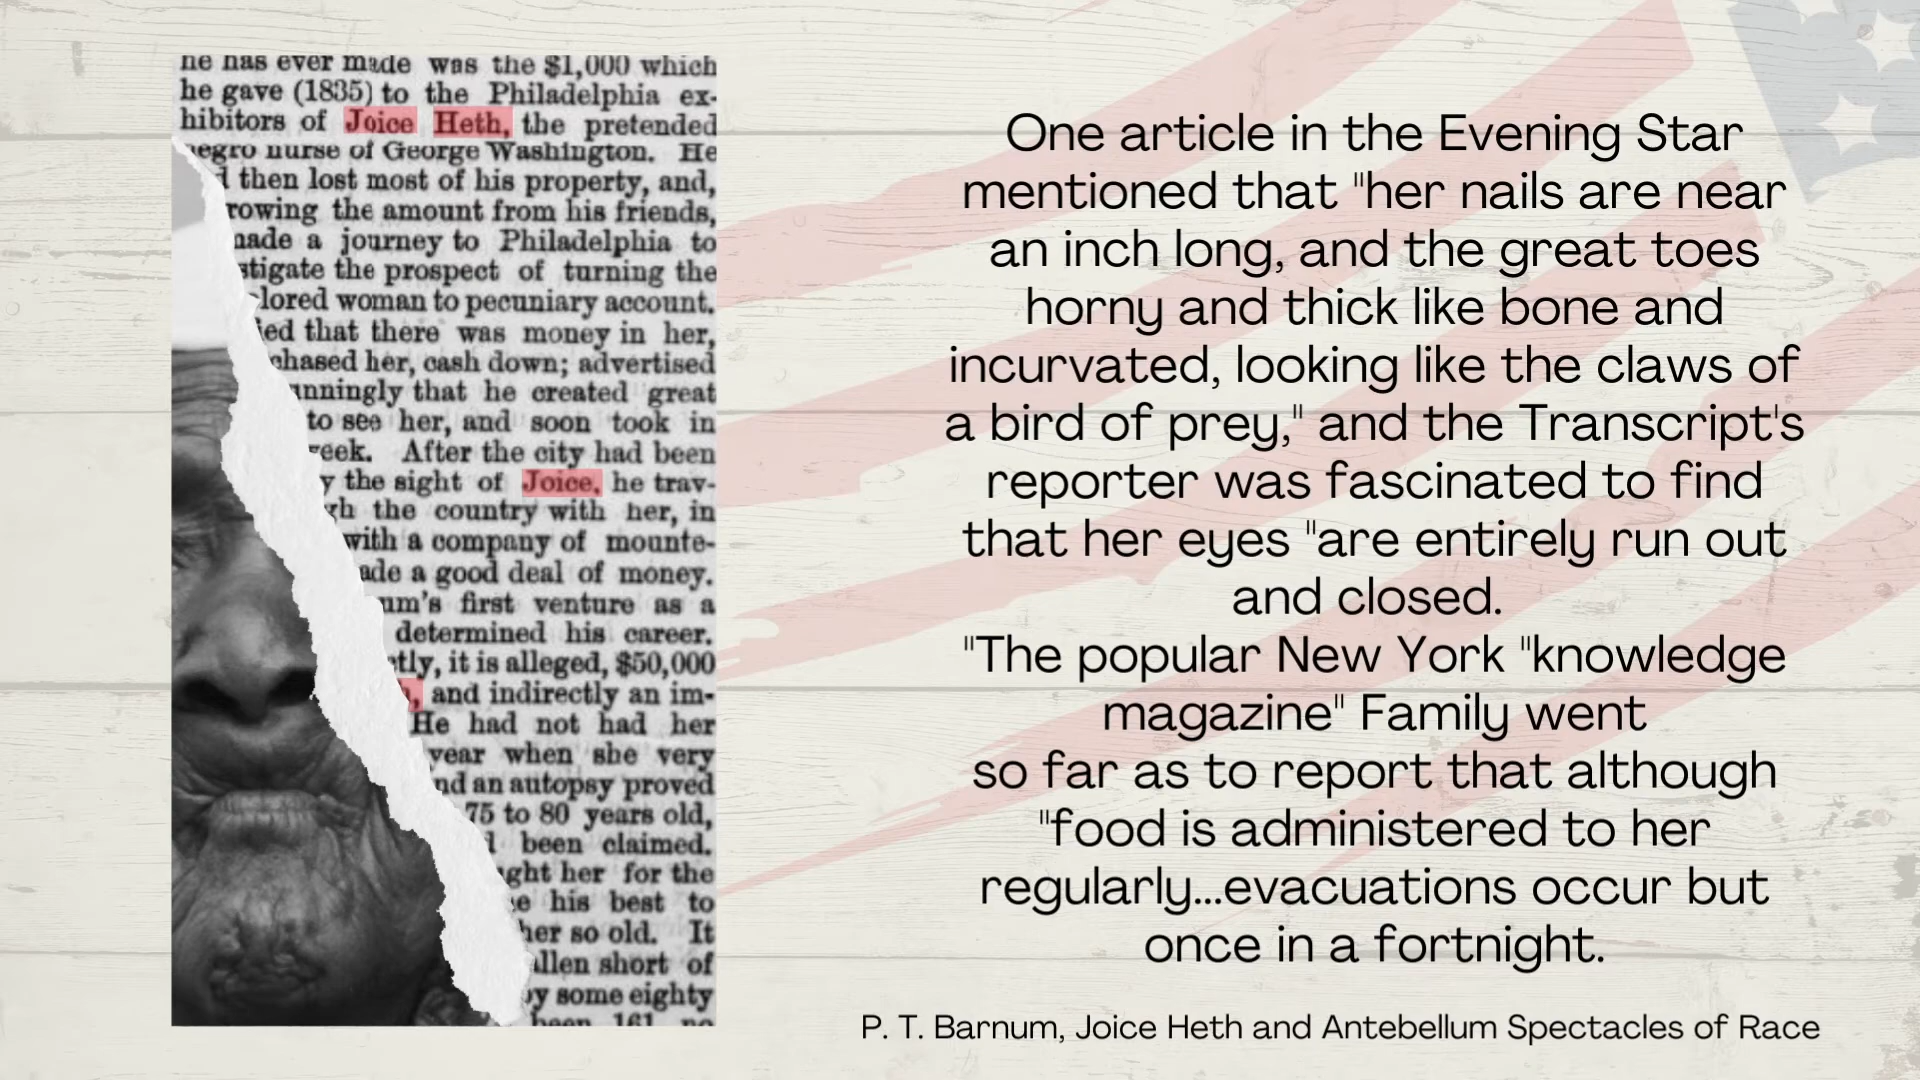 he has ever made was the $1,000 which
he gave (1835) to the Philadelphia ex-
hibitors of Joice Heth, the pretended
negro nurse of George Washington. He
then lost most of his property, and,
rowing the amount from his friends,
made a journey to Philadelphia to
stigate the prospect of turning the
lored woman to pecuniary account.
ied that there was money in her,
chased her, cash down; advertised
unningly that he created great
to see her, and soon took in
week. After the city had been
y the sight of Joice, he trav-
gh the country with her, in
with a company of mounte-
ade a good deal of money.
um's first venture as a
determined his career.
tly, it is alleged, $50,000
h, and indirectly an im-
He had not had her
year when she very
nd an autopsy proved
75 to 80 years old,
d been claimed.
ght her for the
e his best to
her so old. It
allen short of
by some eighty
been 161, no
One article in the Evening Star
mentioned that "her nails are near
an inch long, and the great toes
horny and thick like bone and
incurvated, looking like the claws of
a bird of prey," and the Transcript's
reporter was fascinated to find
that her eyes "are entirely run out
and closed.
"The popular New York "knowledge
magazine" Family went
so far as to report that although
"food is administered to her
regularly...evacuations occur but
once in a fortnight.
P. T. Barnum, Joice Heth and Antebellum Spectacles of Race